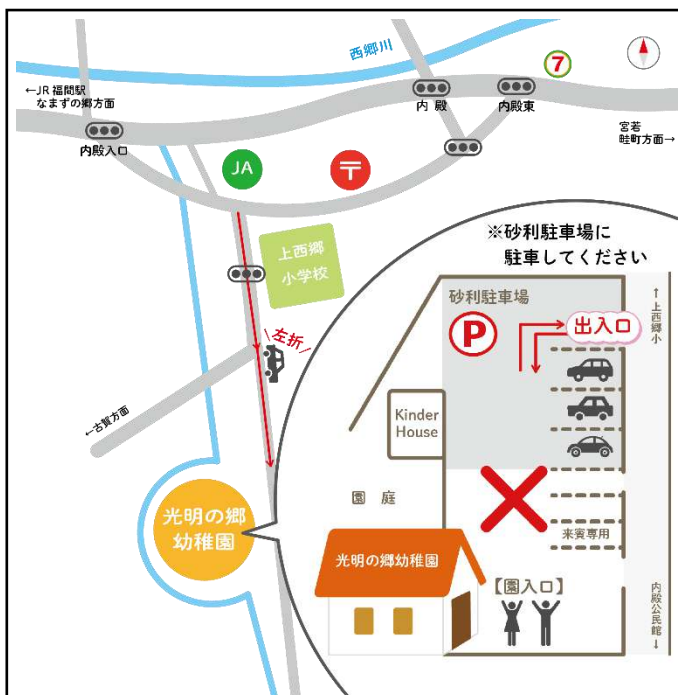 西郷川
7
←JR 福間駅
なまずの郷方面
内 殿
内殿東
内殿入口
宮若
畦町方面→
JA
〒
上西郷
小学校
\左折/
←古賀方面
光明の郷
幼稚園
※砂利駐車場に
駐車してください
砂利駐車場
P
出入口
←上西郷小
Kinder
House
園 庭
来賓専用
光明の郷幼稚園
【園入口】
内殿公民館→